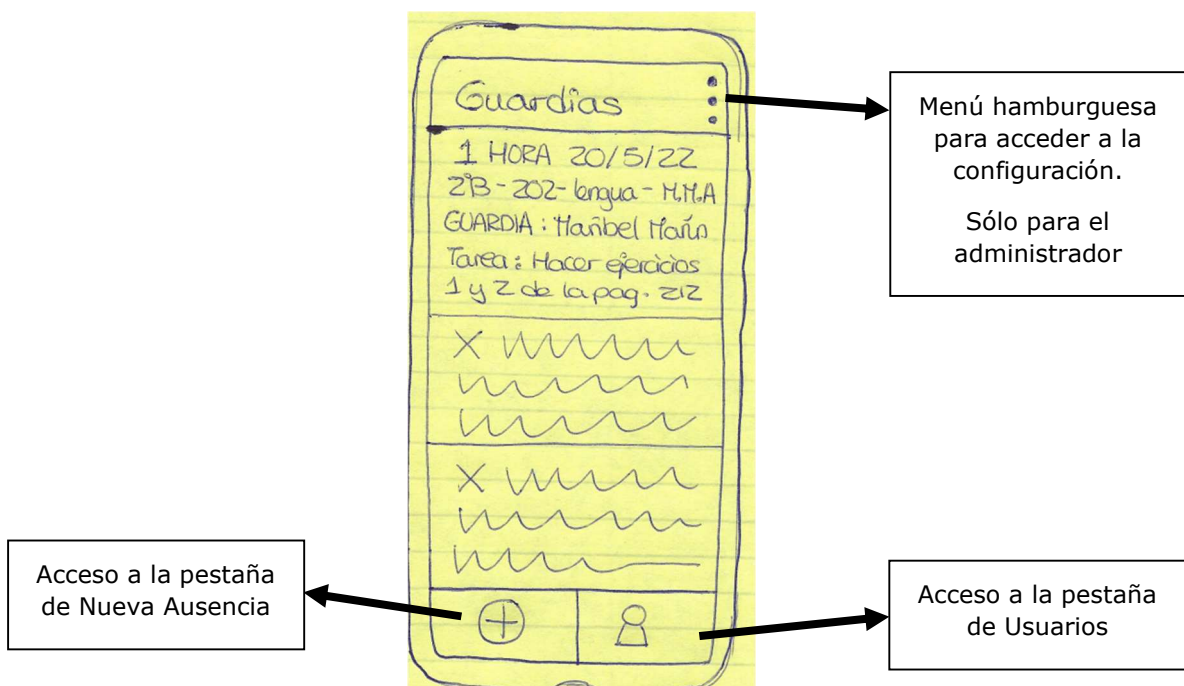 Guardias
1 HORA 20/5/22
2ºB - 202 - lengua - M.M.A
GUARDIA : Maribel Marín
Tarea : Hacer ejercicios
1 y 2 de la pag. 212
Menú hamburguesa
para acceder a la
configuración.
Sólo para el
administrador
Acceso a la pestaña
de Nueva Ausencia
Acceso a la pestaña
de Usuarios